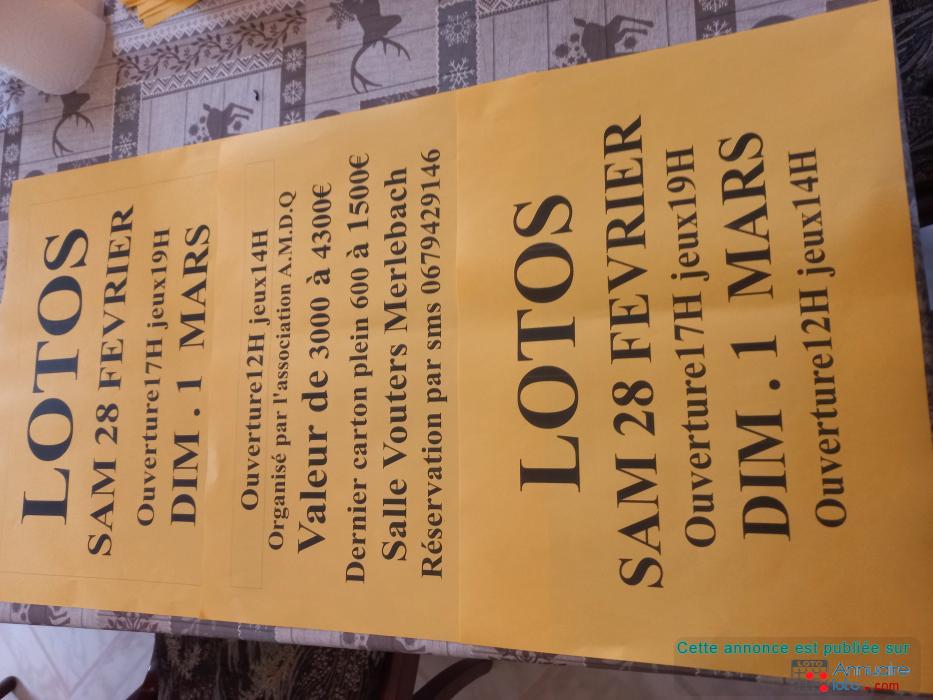 LOTOS
SAM 28 FEVRIER
Ouverture17H jeux19H
DIM . 1 MARS
Ouverture12H jeux14H
Organisé par l'association A.M.D.Q
Valeur de 3000 à 4300€
Dernier carton plein 600 à 1500€
Salle Vouters Merlebach
Réservation par sms 0679429146
LOTOS
SAM 28 FEVRIER
Ouverture17H jeux19H
DIM . 1 MARS
Ouverture12H jeux14H
Cette annonce est publiée sur
LOTO Annuaire
loto .com